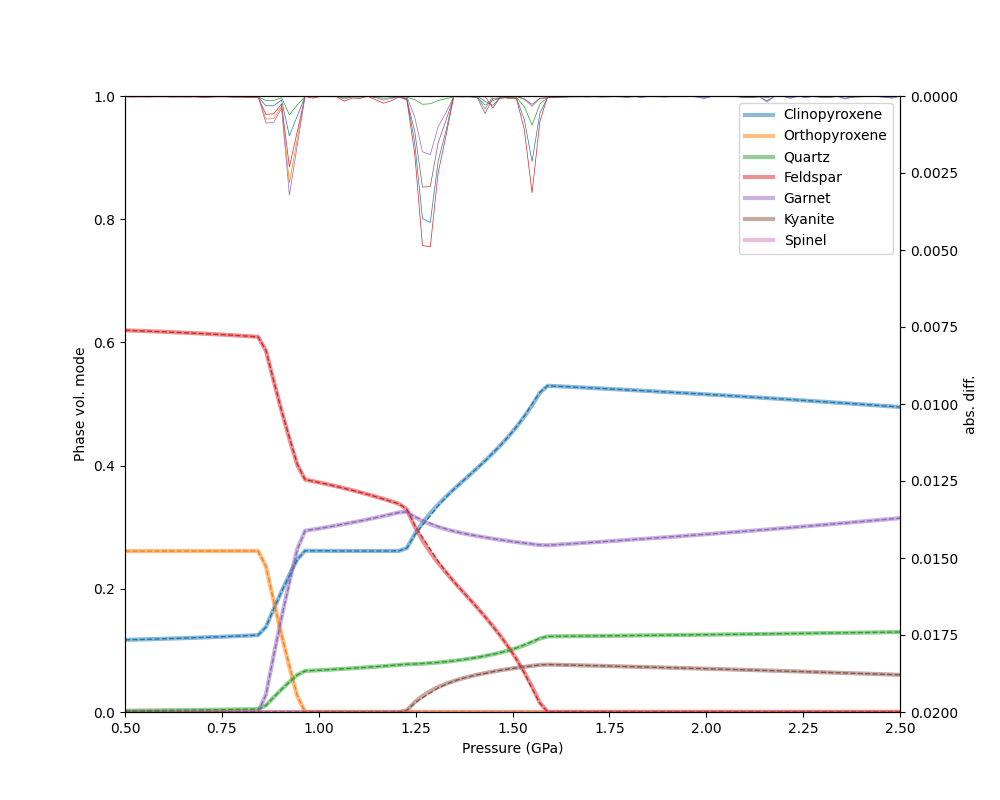 1.0
0.8
0.6
0.4
0.2
0.0
Phase vol. mode
0.50
0.75
1.00
1.25
1.50
1.75
2.00
2.25
2.50
Pressure (GPa)
Clinopyroxene
Orthopyroxene
Quartz
Feldspar
Garnet
Kyanite
Spinel
0.0000
0.0025
0.0050
0.0075
0.0100
0.0125
0.0150
0.0175
0.0200
abs. diff.